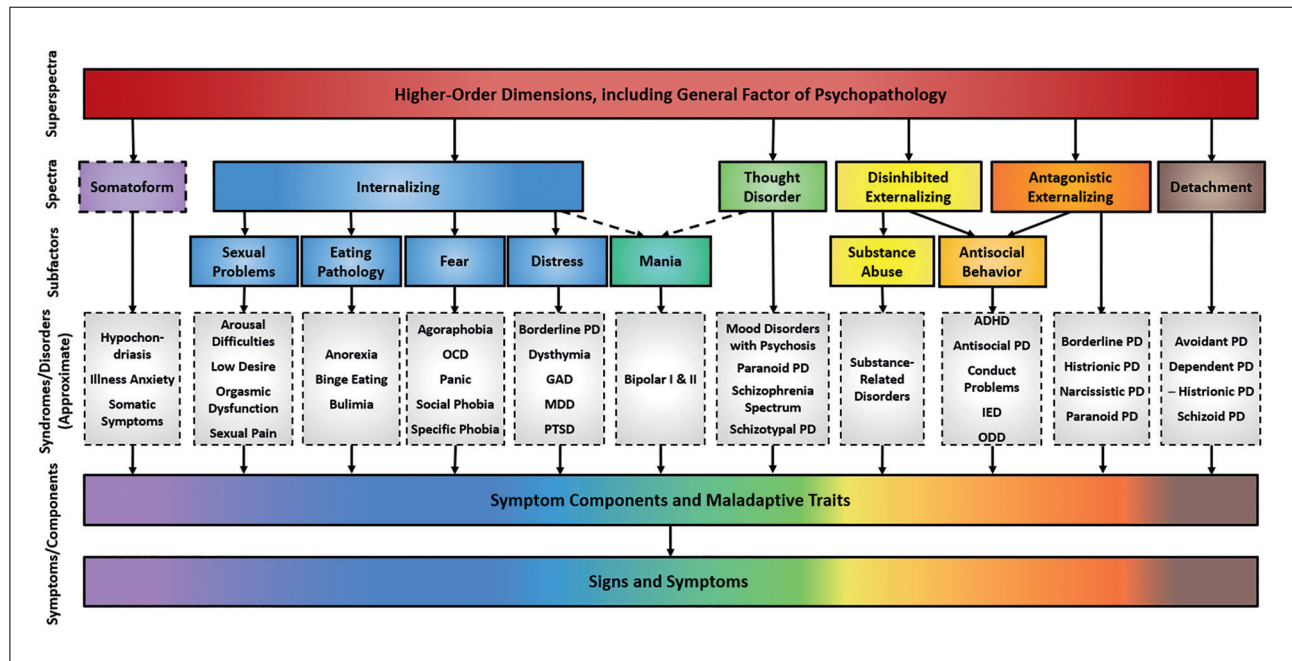 Superspectra
Higher-Order Dimensions, including General Factor of Psychopathology
Spectra
Somatoform
Internalizing
Thought
Disorder
Disinhibited
Externalizing
Antagonistic
Externalizing
Detachment
Subfactors
Sexual
Problems
Eating
Pathology
Fear
Distress
Mania
Substance
Abuse
Antisocial
Behavior
Syndromes/Disorders
(Approximate)
Hypochon-
driasis
Illness Anxiety
Somatic
Symptoms
Arousal
Difficulties
Low Desire
Orgasmic
Dysfunction
Sexual Pain
Anorexia
Binge Eating
Bulimia
Agoraphobia
OCD
Panic
Social Phobia
Specific Phobia
Borderline PD
Dysthymia
GAD
MDD
PTSD
Bipolar I & II
Mood Disorders
with Psychosis
Paranoid PD
Schizophrenia
Spectrum
Schizotypal PD
Substance-
Related
Disorders
ADHD
Antisocial PD
Conduct
Problems
IED
ODD
Borderline PD
Histrionic PD
Narcissistic PD
Paranoid PD
Avoidant PD
Dependent PD
– Histrionic PD
Schizoid PD
Symptoms/Components
Symptom Components and Maladaptive Traits
Signs and Symptoms